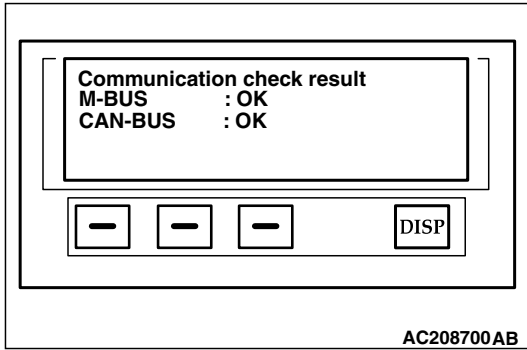 Communication check result
M-BUS : OK
CAN-BUS : OK
DISP
AC208700AB